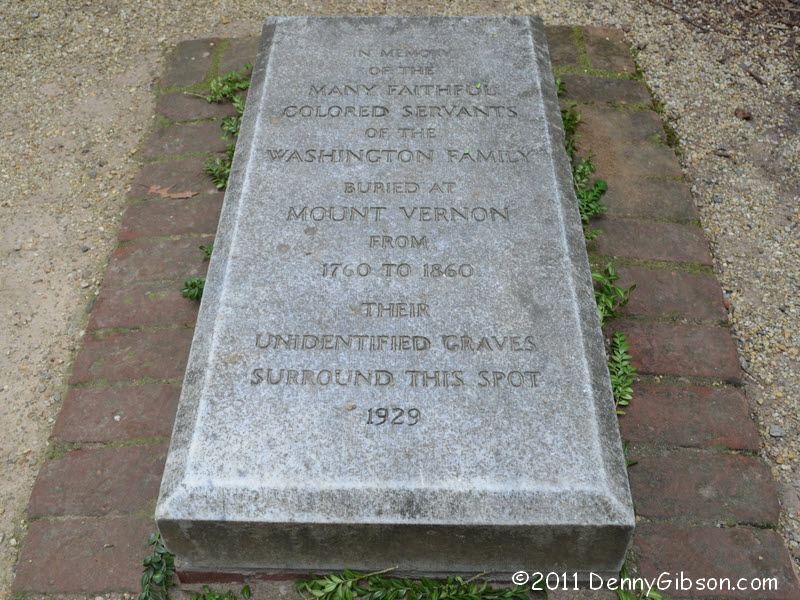 IN MEMORY
OF THE
MANY FAITHFUL
COLORED SERVANTS
OF THE
WASHINGTON FAMILY
BURIED AT
MOUNT VERNON
FROM
1760 TO 1860
THEIR
UNIDENTIFIED GRAVES
SURROUND THIS SPOT
1929
©2011 DennyGibson.com